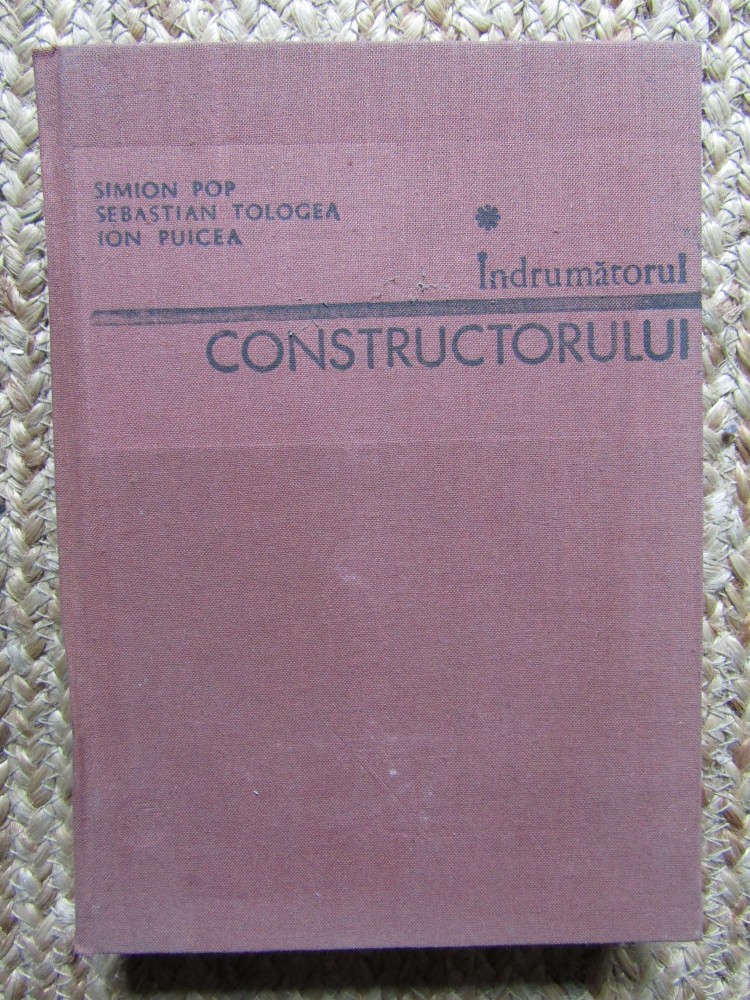 SIMION POP
SEBASTIAN TOLOGEA
ION PUICEA
*
Îndrumătorul
CONSTRUCTORULUI